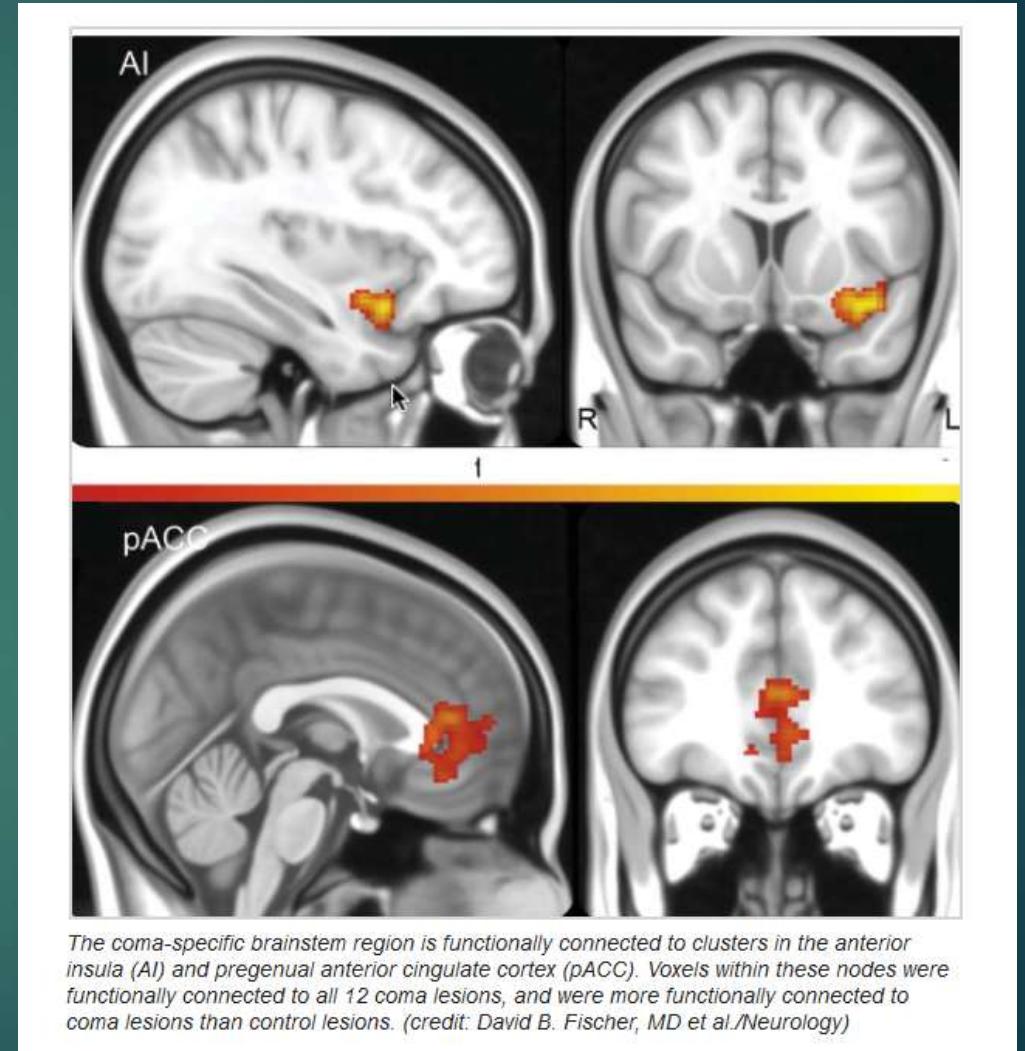 AI
R
L
t
pACC
The coma-specific brainstem region is functionally connected to clusters in the anterior
insula (AI) and pregenual anterior cingulate cortex (pACC). Voxels within these nodes were
functionally connected to all 12 coma lesions, and were more functionally connected to
coma lesions than control lesions. (credit: David B. Fischer, MD et al./Neurology)